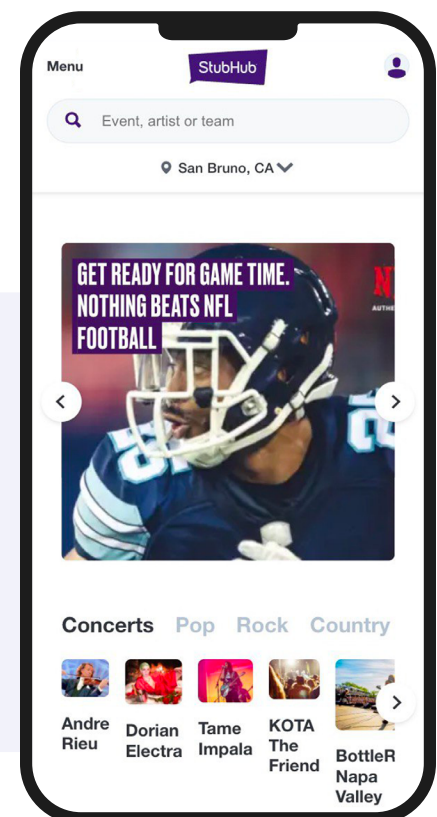 Menu
StubHub
Event, artist or team
San Bruno, CA
GET READY FOR GAME TIME.
NOTHING BEATS NFL
FOOTBALL
AUTHE
Concerts Pop Rock Country
Andre
Rieu
Dorian
Electra
Tame
Impala
KOTA
The
Friend
BottleR
Napa
Valley